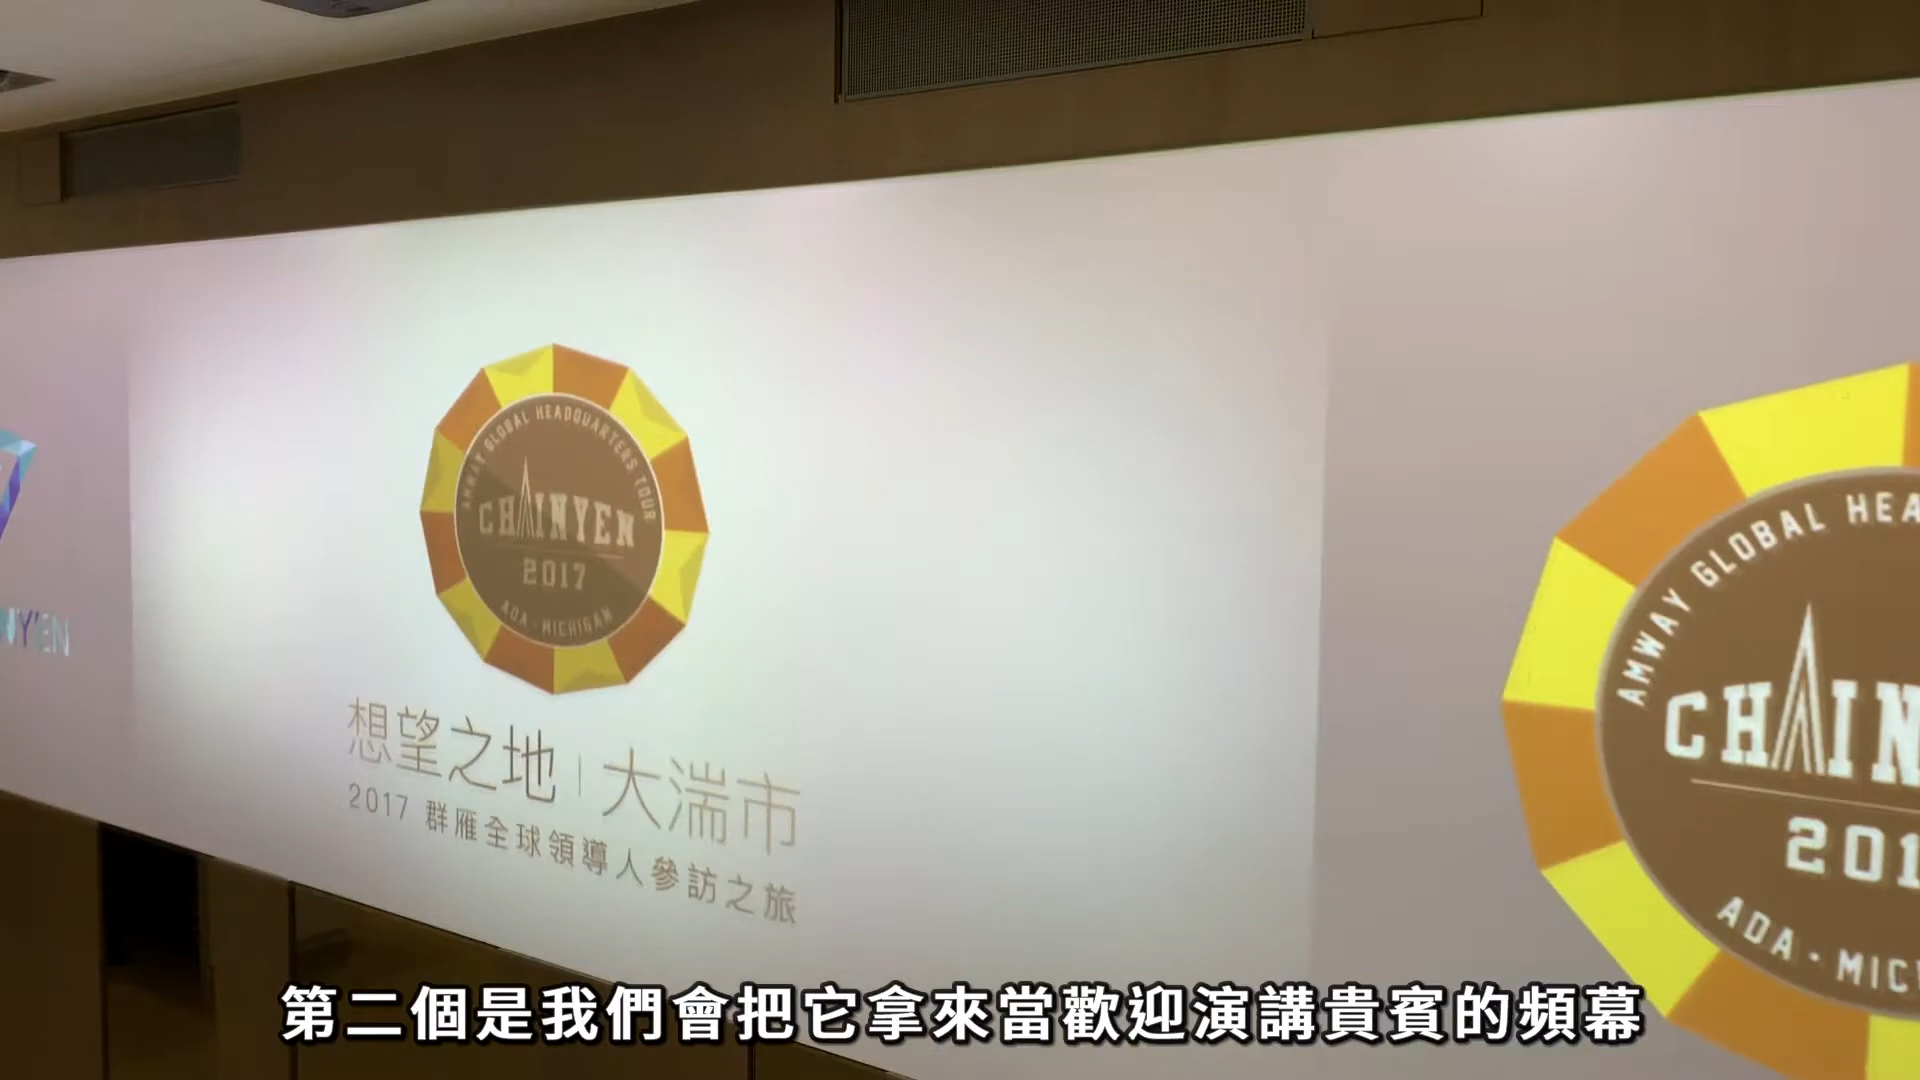 AMWAY GLOBAL HEADQUARTERS TOUR
CHAINYEN
2017
ADA · MICHIGAN
想望之地 | 大湍市
2017 群雁全球領導人參訪之旅
AMWAY GLOBAL HEA
CHAIN
201
ADA · MIC
第二個是我們會把它拿來當歡迎演講貴賓的頻幕